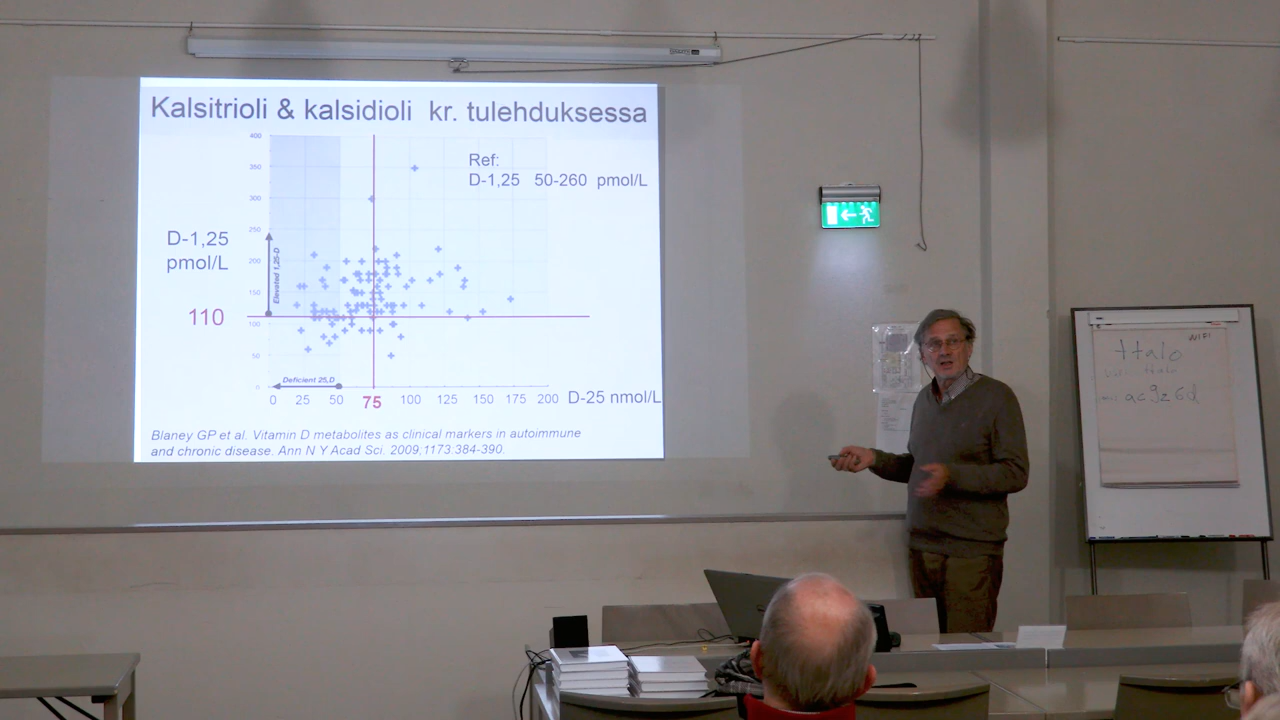 Kalsitrioli & kalsidioli kr. tulehduksessa
400
350
300
250
200
150
100
50
0
Ref:
D-1,25 50-260 pmol/L
D-1,25
pmol/L
Elevated 1,25-D
110
Deficient 25,D
0 25 50 75 100 125 150 175 200 D-25 nmol/L
Blaney GP et al. Vitamin D metabolites as clinical markers in autoimmune
and chronic disease. Ann N Y Acad Sci. 2009;1173:384-390.
WIFI
Htalo
Htalo
ac9z6d